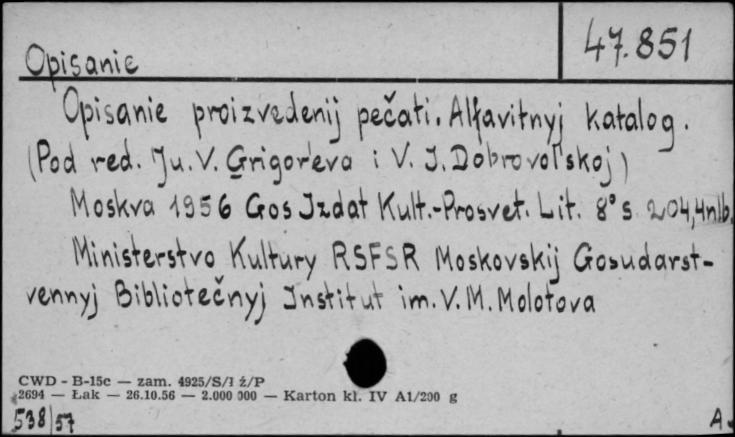 47.851
Opisanie
Opisanie proizvedenij pečati. Alfavitnyj katalog.
(Pod red. Ju. V. Grigor'eva i V. I. Dobrovol'skoj)
Moskva 1956 Gos Izdat Kult.-Prosvet. Lit. 8° s. 204,4nlb.
Ministerstvo Kultury RSFSR Moskovskij Gosudarst-
vennyj Bibliotečnyj Institut im. V. M. Molotova
CWD - B-15c — zam. 4925/S/I ź/P
2694 — Łak — 26.10.56 — 2.000 000 — Karton kl. IV A1/200 g
538/57 A.